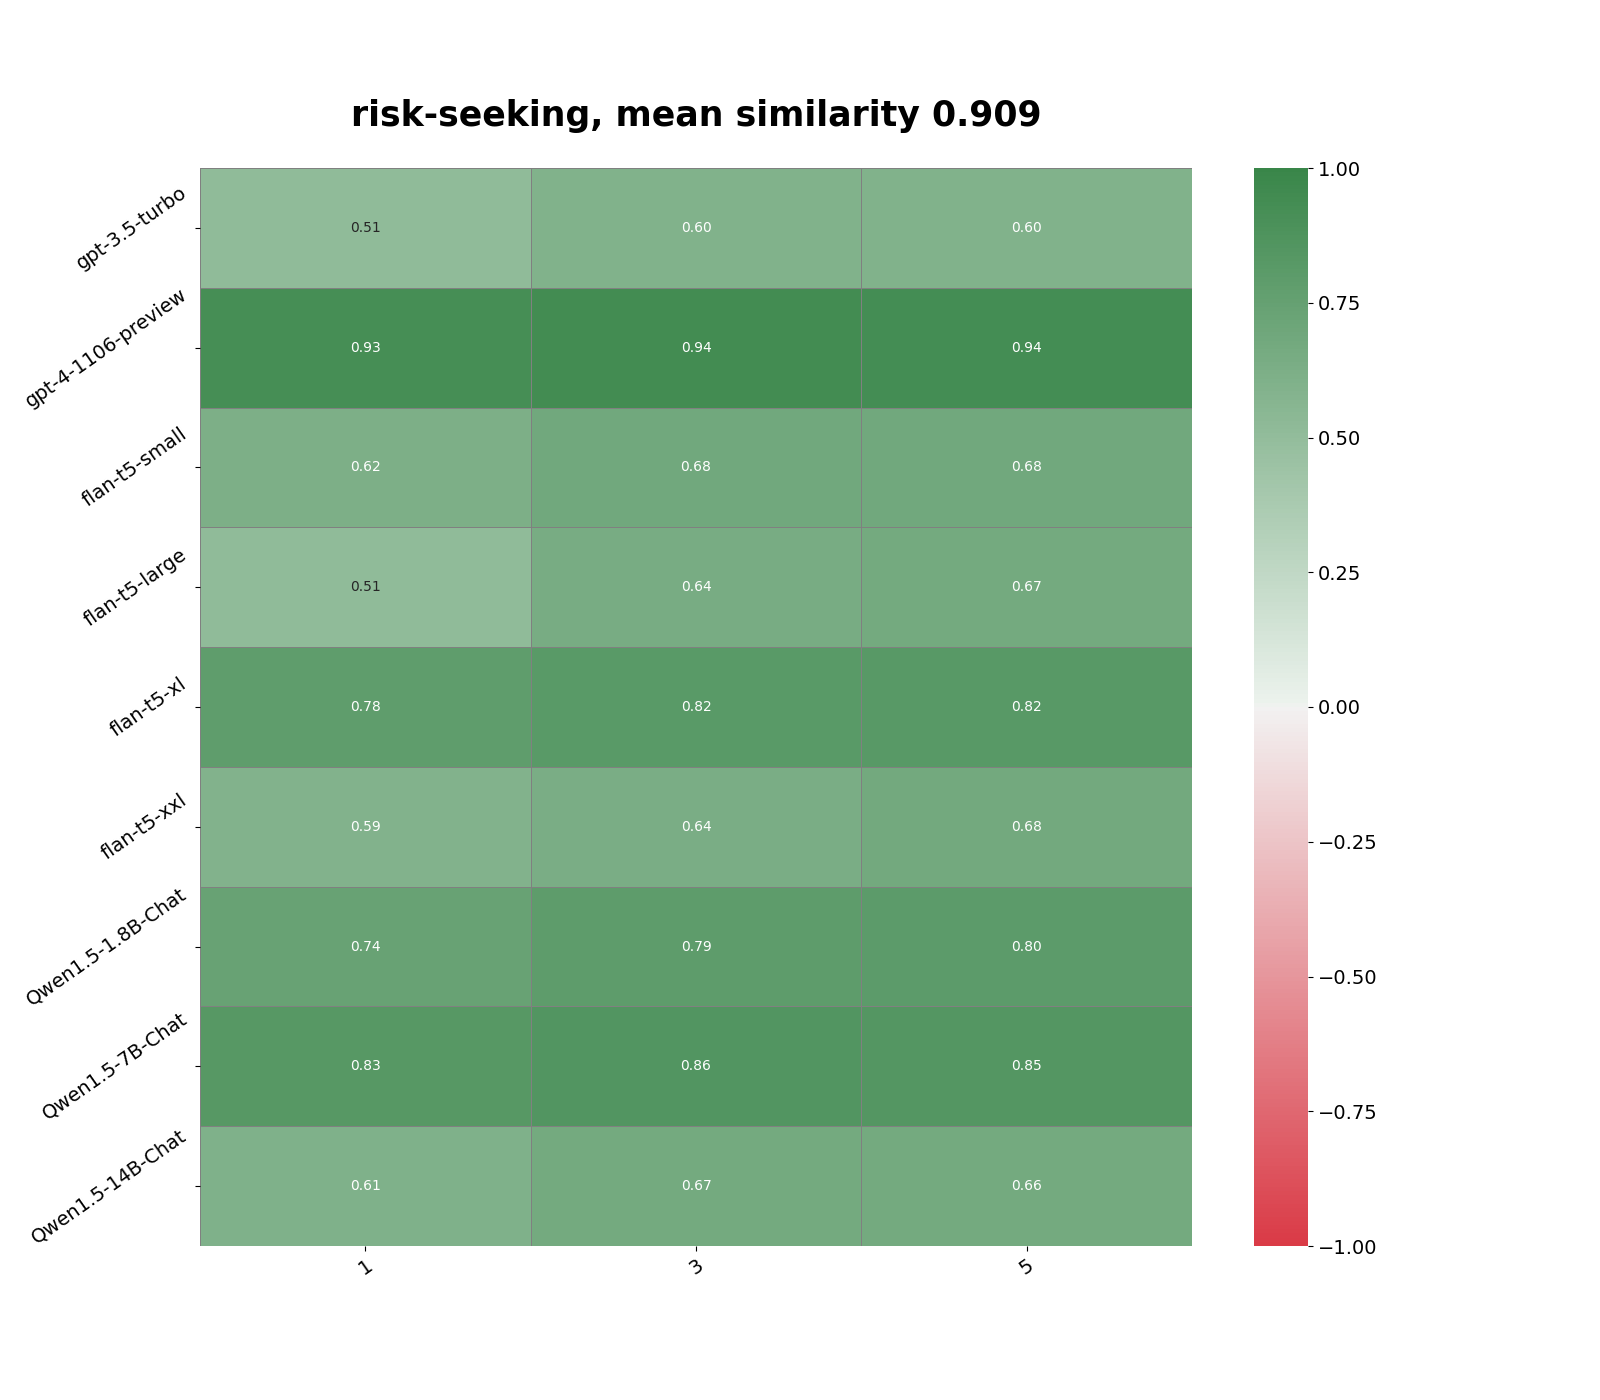 risk-seeking, mean similarity 0.909
gpt-3.5-turbo 0.51 0.60 0.60
gpt-4-1106-preview 0.93 0.94 0.94
flan-t5-small 0.62 0.68 0.68
flan-t5-large 0.51 0.64 0.67
flan-t5-xl 0.78 0.82 0.82
flan-t5-xxl 0.59 0.64 0.68
Qwen1.5-1.8B-Chat 0.74 0.79 0.80
Qwen1.5-7B-Chat 0.83 0.86 0.85
Qwen1.5-14B-Chat 0.61 0.67 0.66
1 3 5
1.00
0.75
0.50
0.25
0.00
−0.25
−0.50
−0.75
−1.00